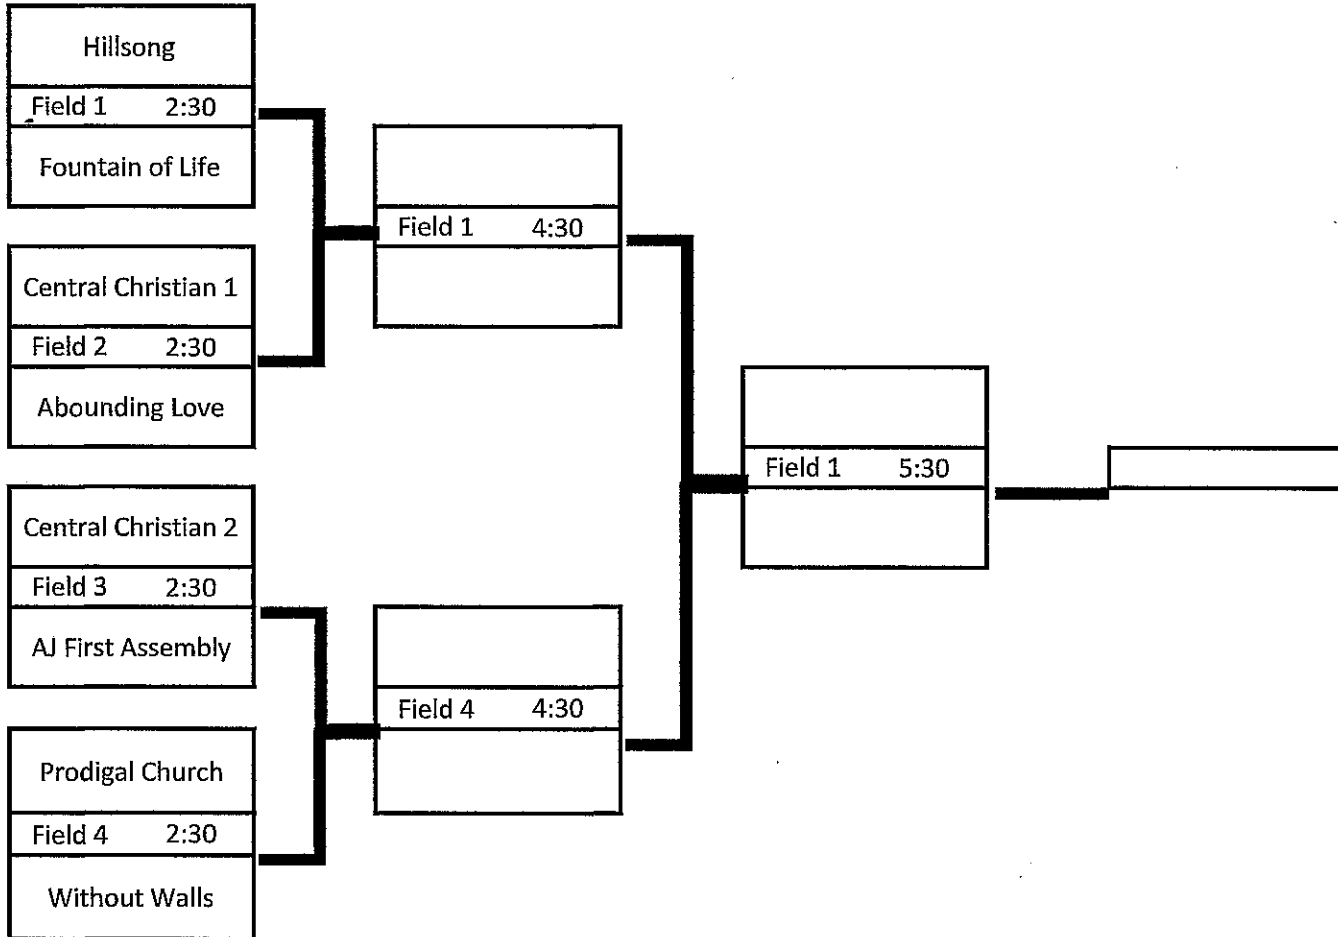 Hillsong
Field 1 2:30
Fountain of Life
Central Christian 1
Field 2 2:30
Abounding Love
Central Christian 2
Field 3 2:30
AJ First Assembly
Prodigal Church
Field 4 2:30
Without Walls
Field 1 4:30
Field 4 4:30
Field 1 5:30